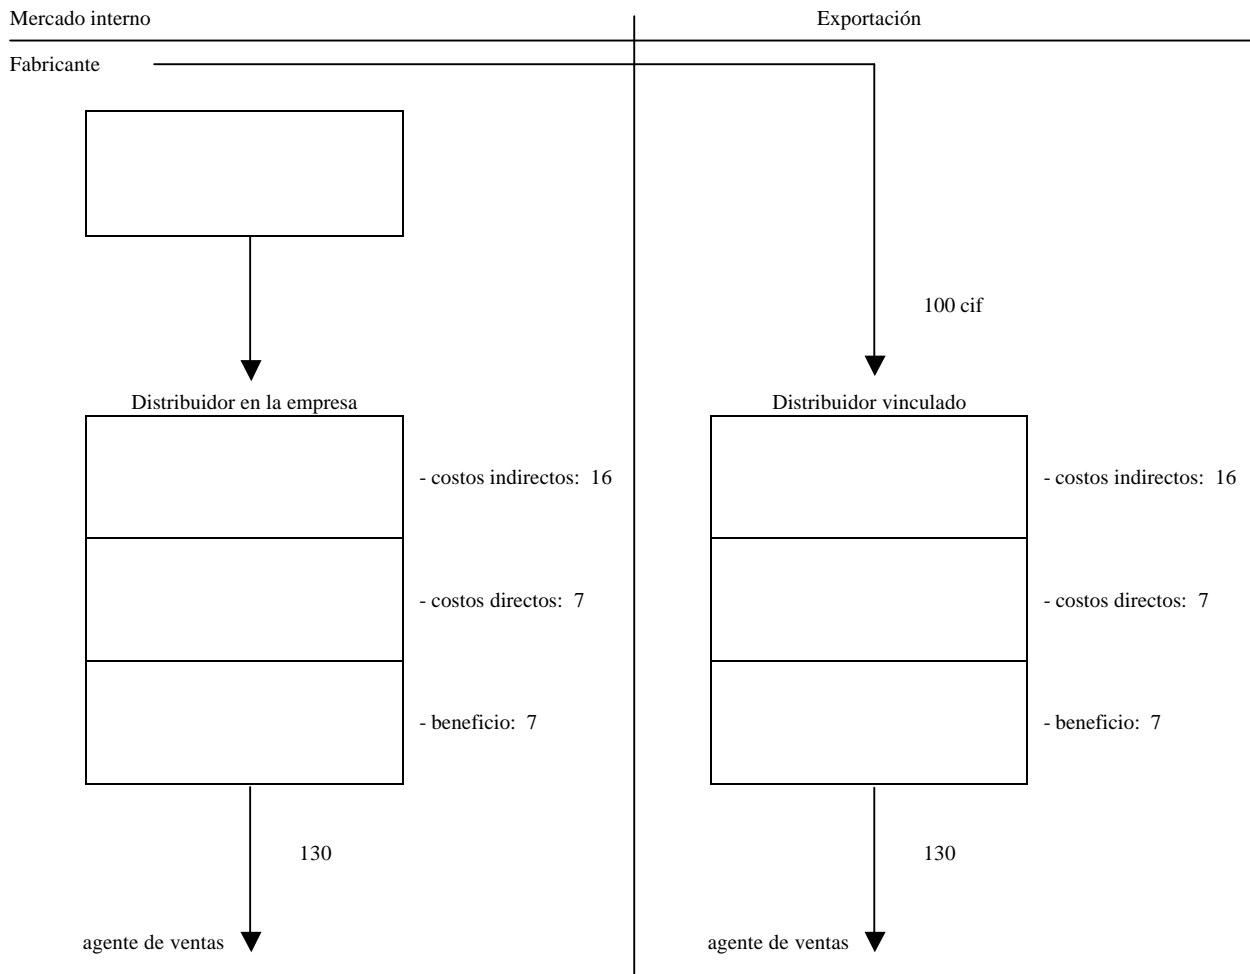 Mercado interno
Exportación
Fabricante
100 cif
Distribuidor en la empresa
Distribuidor vinculado
- costos indirectos: 16
- costos indirectos: 16
- costos directos: 7
- costos directos: 7
- beneficio: 7
- beneficio: 7
130
130
agente de ventas
agente de ventas